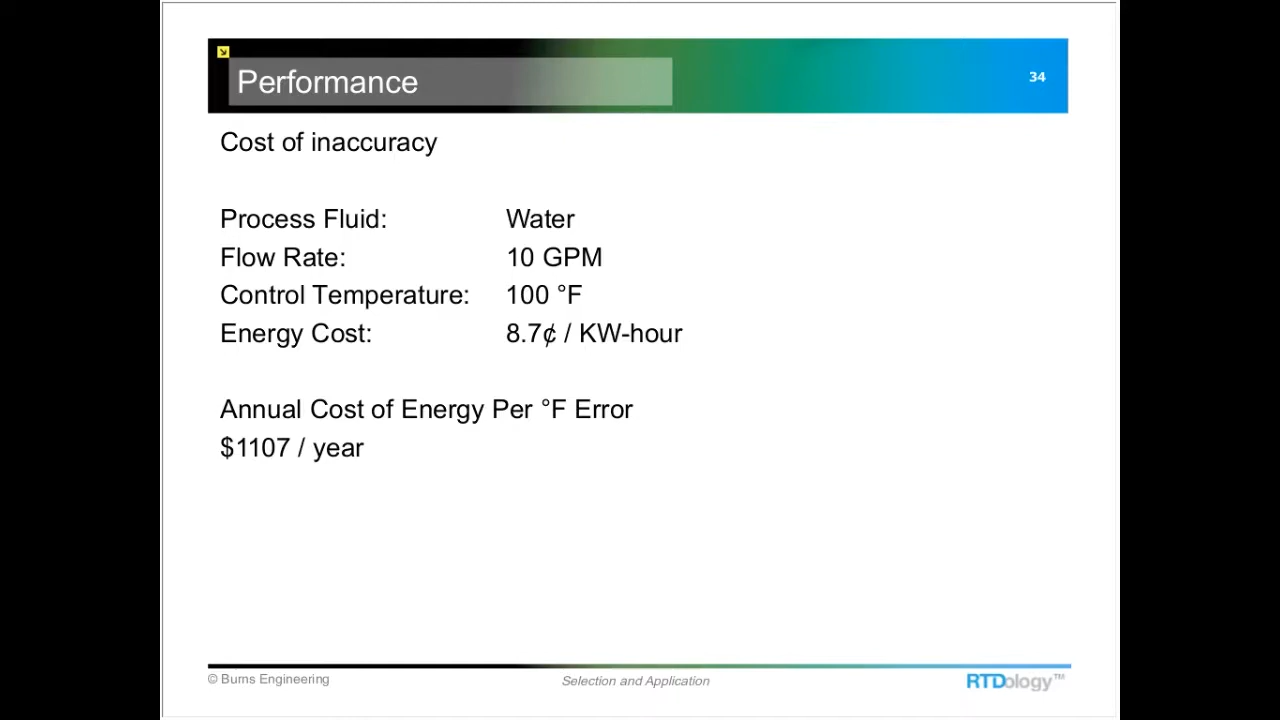 Performance
34
Cost of inaccuracy
Process Fluid: Water
Flow Rate: 10 GPM
Control Temperature: 100 °F
Energy Cost: 8.7¢ / KW-hour
Annual Cost of Energy Per °F Error
$1107 / year
© Burns Engineering
Selection and Application
RTDology™